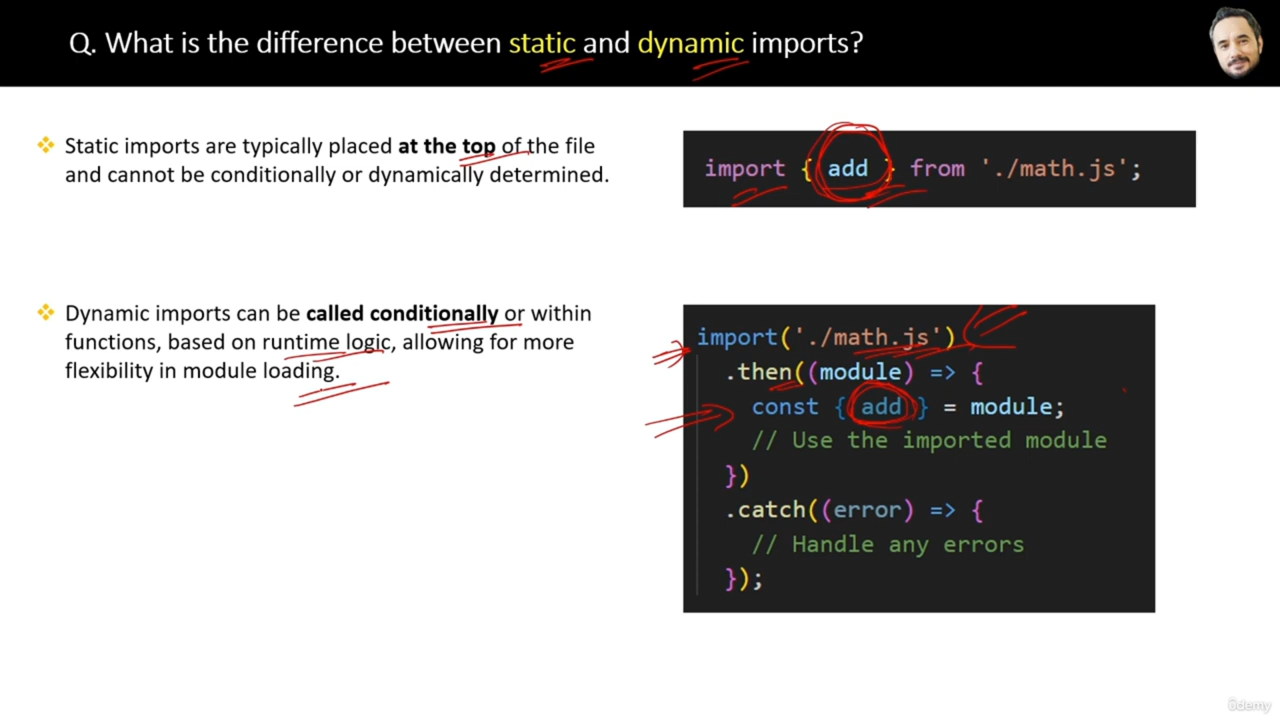 Q. What is the difference between static and dynamic imports?
Static imports are typically placed at the top of the file
and cannot be conditionally or dynamically determined.
import { add } from './math.js';
Dynamic imports can be called conditionally or within
functions, based on runtime logic, allowing for more
flexibility in module loading.
import('./math.js')
.then((module) => {
const { add } = module;
// Use the imported module
})
.catch((error) => {
// Handle any errors
});
ûdemy